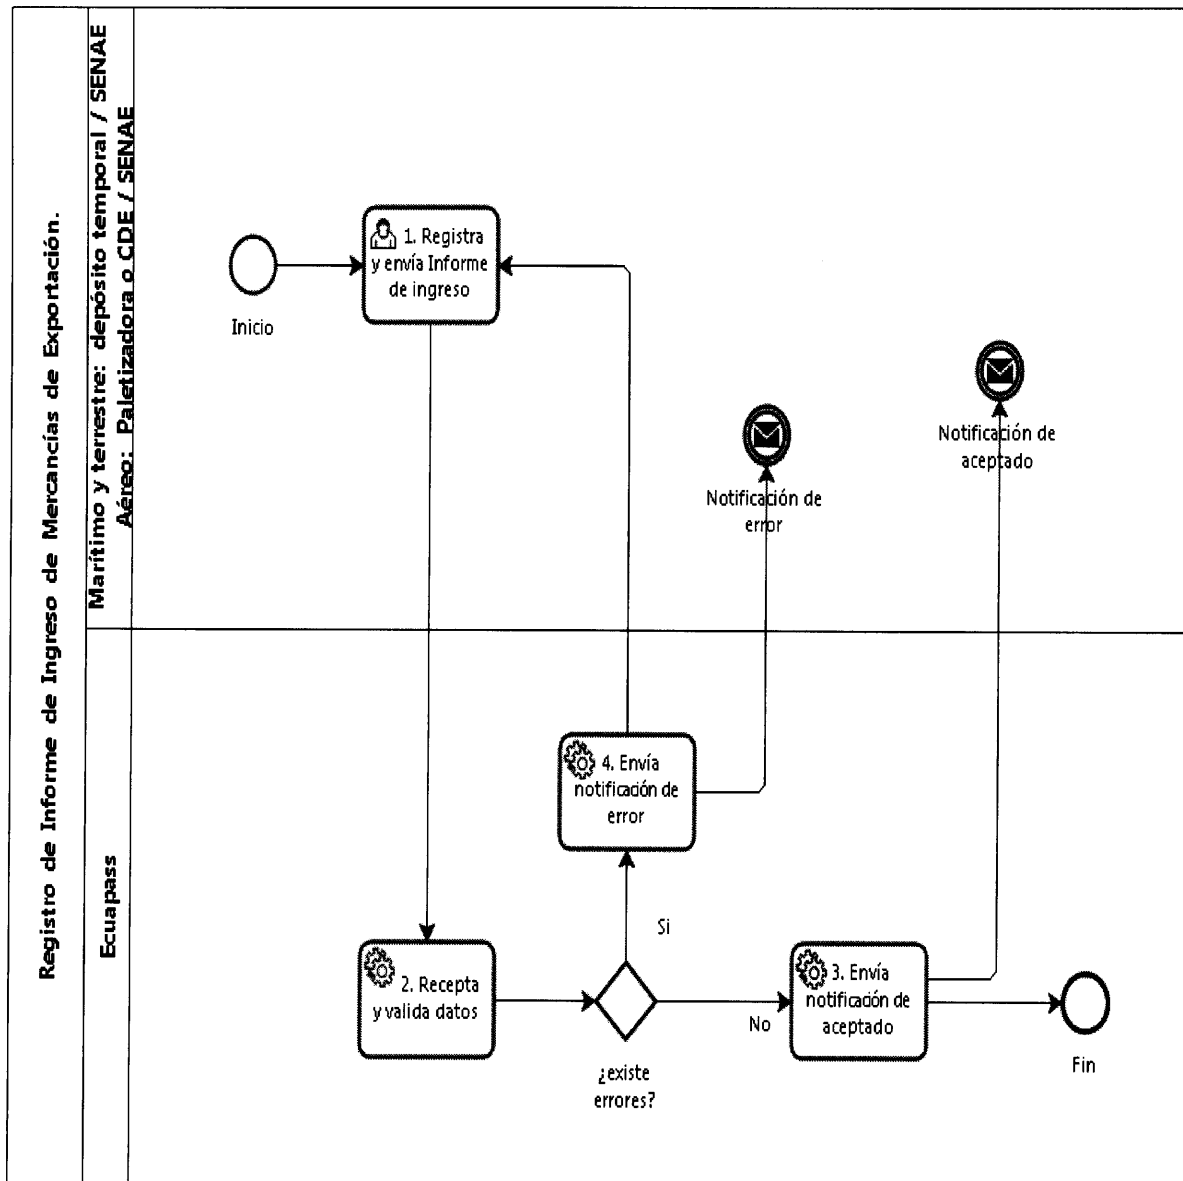 Registro de Informe de Ingreso de Mercancías de Exportación.
Marítimo y terrestre: depósito temporal / SENAE
Aéreo: Paletizadora o CDE / SENAE
Inicio
1. Registra
y envía Informe
de ingreso
Notificación de
error
Notificación de
aceptado
Ecuapass
4. Envía
notificación de
error
Si
2. Recepta
y valida datos
¿existe
errores?
No
3. Envía
notificación de
aceptado
Fin